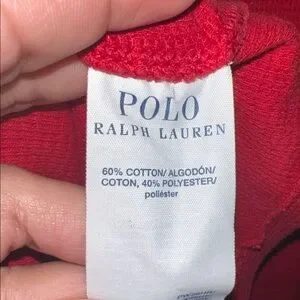 POLO
RALPH LAUREN
60% COTTON/ ALGODÓN/
COTON, 40% POLYESTER/
poliéster